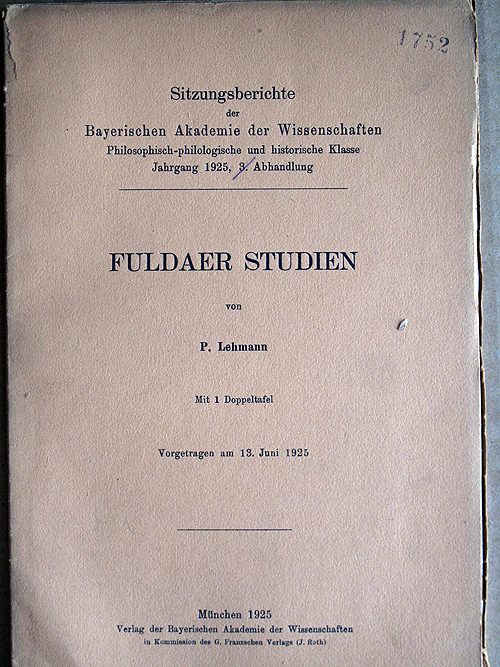 1752
Sitzungsberichte
der
Bayerischen Akademie der Wissenschaften
Philosophisch-philologische und historische Klasse
Jahrgang 1925, 3. Abhandlung
FULDAER STUDIEN
von
P. Lehmann
Mit 1 Doppeltafel
Vorgetragen am 13. Juni 1925
München 1925
Verlag der Bayerischen Akademie der Wissenschaften
in Kommission des G. Franzschen Verlags (J. Roth)